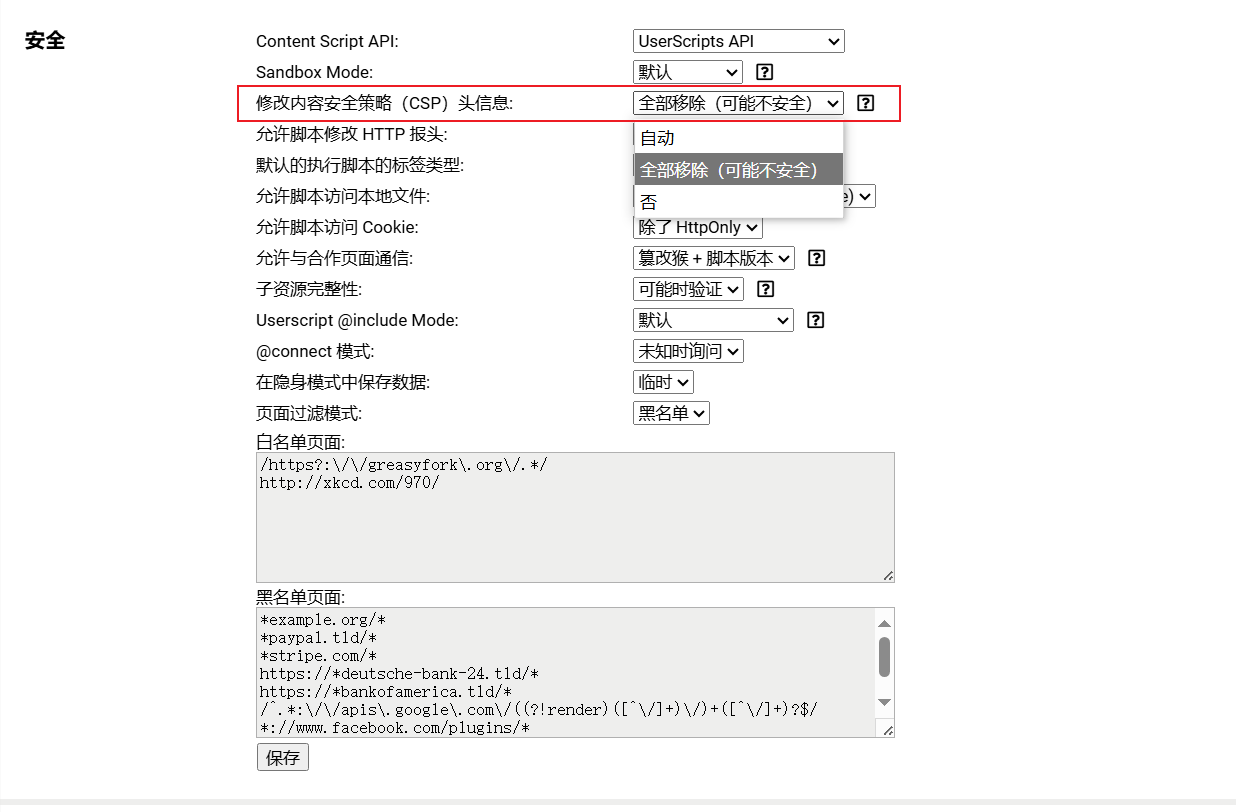 安全
Content Script API: UserScripts API
Sandbox Mode: 默认 ?
修改内容安全策略（CSP）头信息: 全部移除（可能不安全） ?
允许脚本修改 HTTP 报头:
自动
默认的执行脚本的标签类型:
全部移除（可能不安全）
允许脚本访问本地文件: e)
否
允许脚本访问 Cookie: 除了 HttpOnly
允许与合作页面通信: 篡改猴 + 脚本版本 ?
子资源完整性: 可能时验证 ?
Userscript @include Mode: 默认 ?
@connect 模式: 未知时询问
在隐身模式中保存数据: 临时
页面过滤模式: 黑名单
白名单页面:
/https?:\/\/greasyfork\.org\/.*/
http://xkcd.com/970/
黑名单页面:
*example.org/*
*paypal.tld/*
*stripe.com/*
https://*deutsche-bank-24.tld/*
https://*bankofamerica.tld/*
/^.*:\/\/apis\.google\.com\/((?!render)([^\/]+)\/)+([^\/]+)?$/
*://www.facebook.com/plugins/*
保存